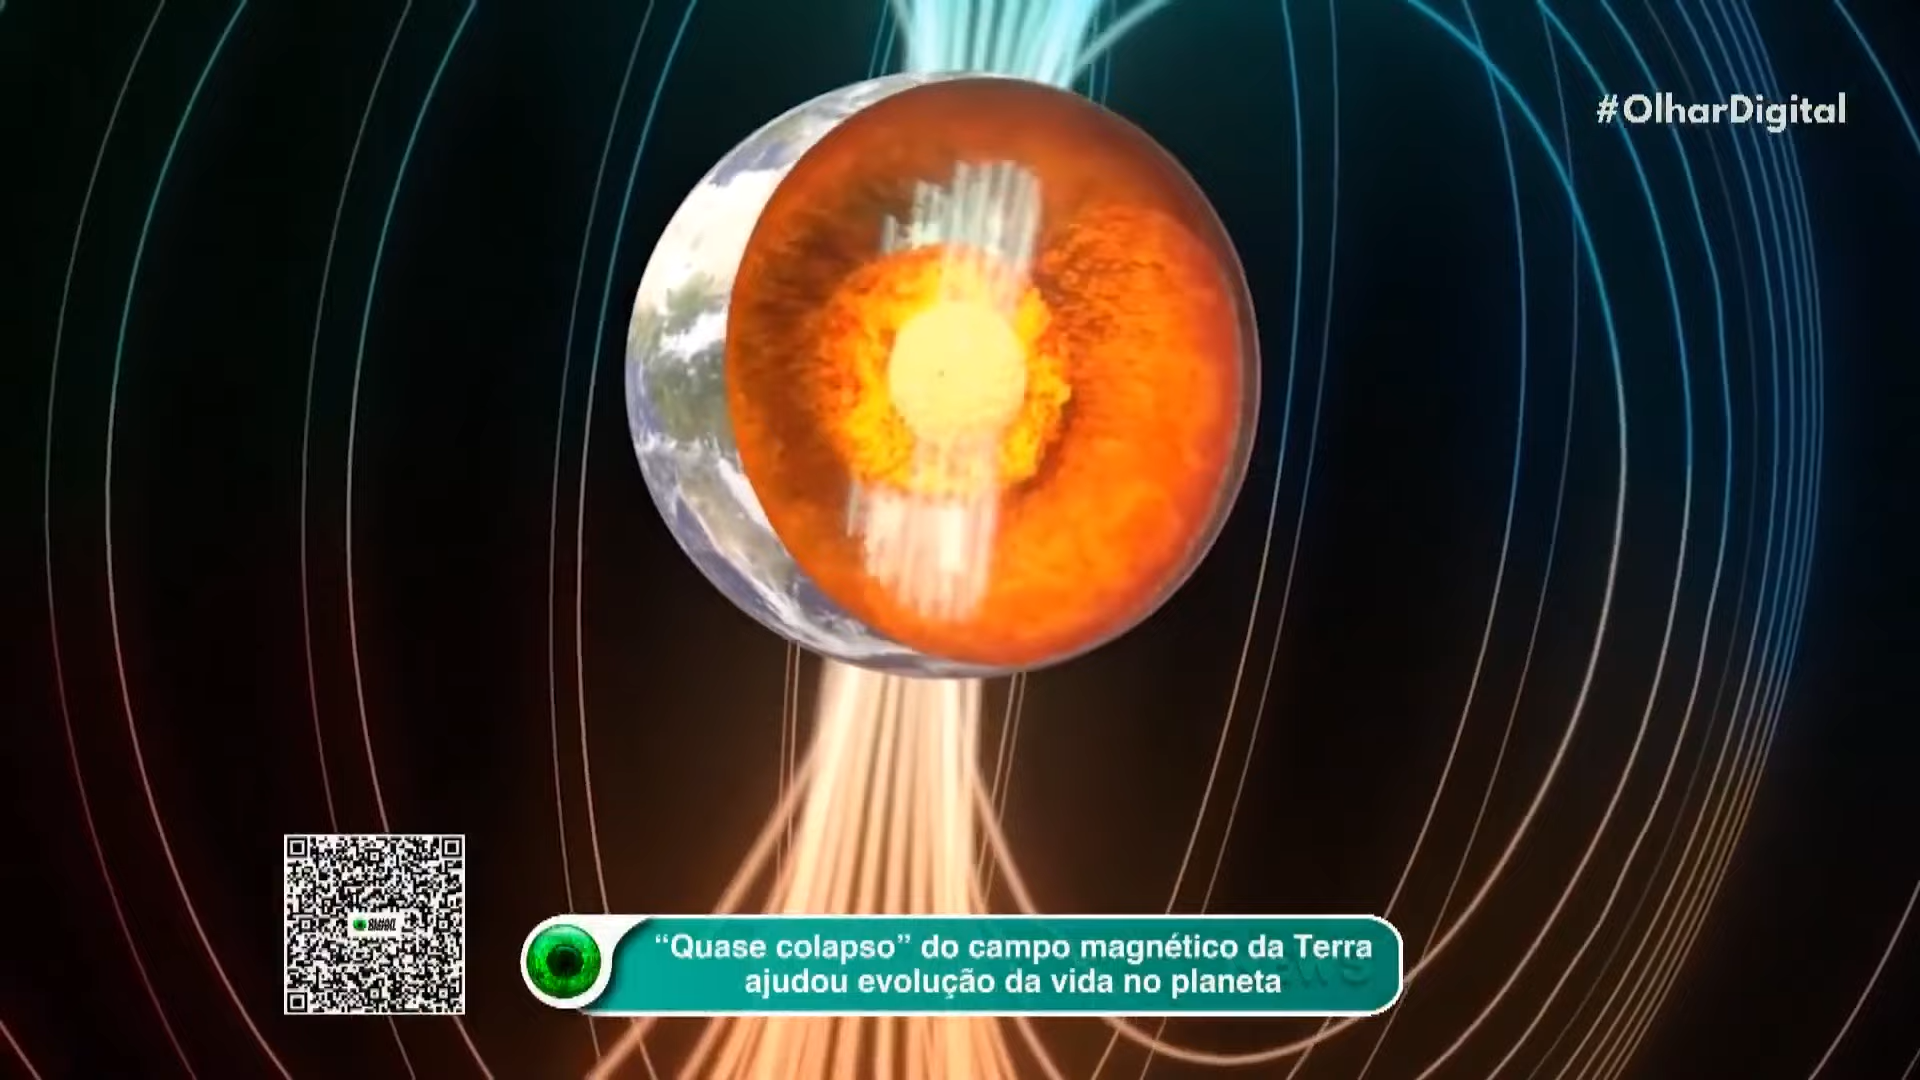 #OlharDigital
“Quase colapso” do campo magnético da Terra
ajudou evolução da vida no planeta